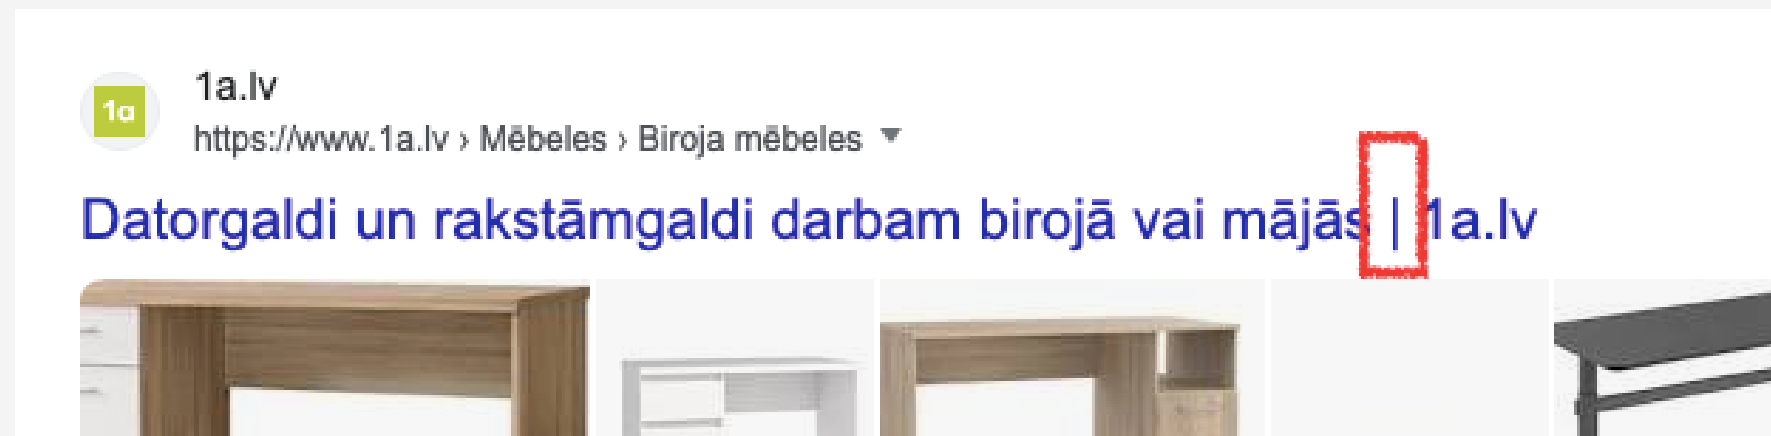 1a
1a.lv
https://www.1a.lv › Mēbeles › Biroja mēbeles
Datorgaldi un rakstāmgaldi darbam birojā vai mājās | 1a.lv